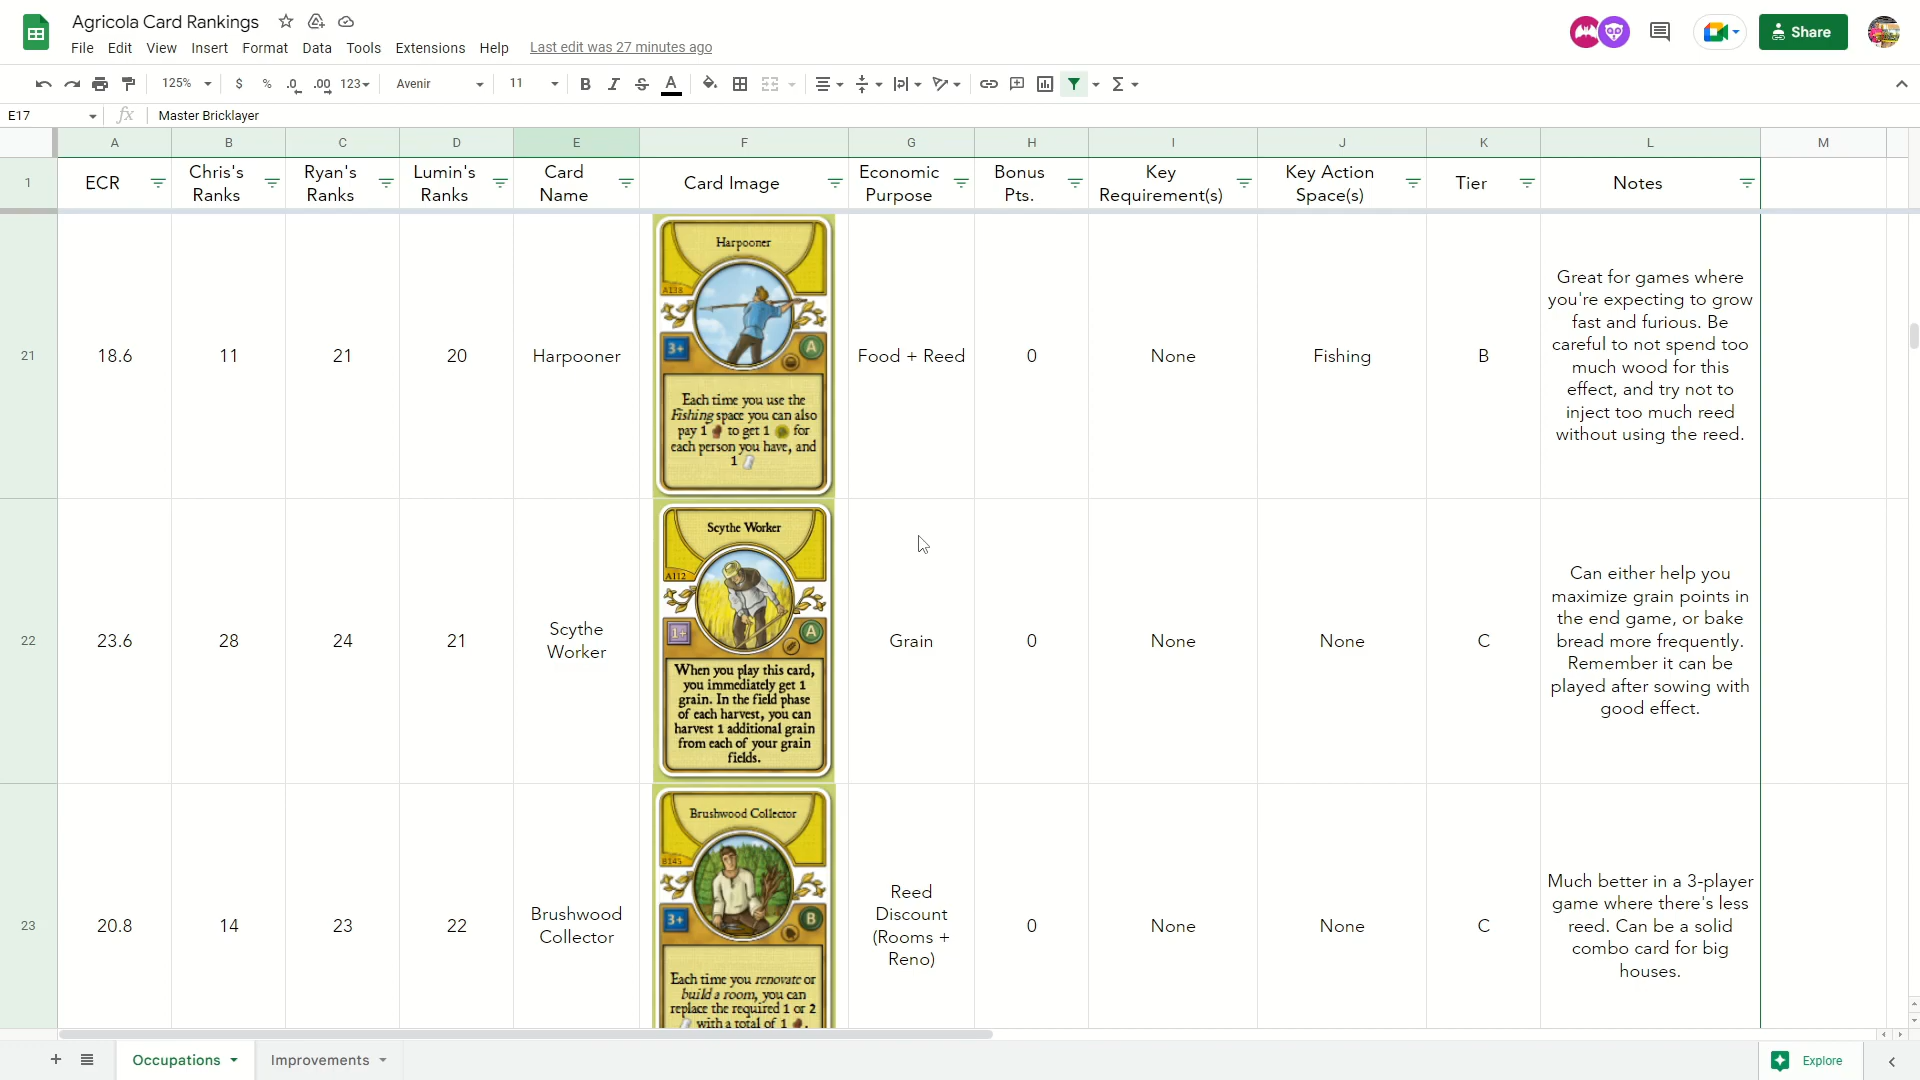 Agricola Card Rankings
File Edit View Insert Format Data Tools Extensions Help Last edit was 27 minutes ago
Share
125% $ % .0 .00 123 Avenir 11 B I S A
E17 fx Master Bricklayer
A B C D E F G H I J K L M
1 ECR Chris's Ranks Ryan's Ranks Lumin's Ranks Card Name Card Image Economic Purpose Bonus Pts. Key Requirement(s) Key Action Space(s) Tier Notes
21 18.6 11 21 20 Harpooner
Harpooner
A138
3+ A
Each time you use the
Fishing space you can also
pay 1 to get 1 for
each person you have, and
1
Food + Reed 0 None Fishing B
Great for games where
you're expecting to grow
fast and furious. Be
careful to not spend too
much wood for this
effect, and try not to
inject too much reed
without using the reed.
22 23.6 28 24 21 Scythe Worker
Scythe Worker
A112
1+ A
When you play this card,
you immediately get 1
grain. In the field phase
of each harvest, you can
harvest 1 additional grain
from each of your grain
fields.
Grain 0 None None C
Can either help you
maximize grain points in
the end game, or bake
bread more frequently.
Remember it can be
played after sowing with
good effect.
23 20.8 14 23 22 Brushwood Collector
Brushwood Collector
B145
3+ B
Each time you renovate or
build a room, you can
replace the required 1 or 2
with a total of 1 .
Reed
Discount
(Rooms +
Reno)
0 None None C
Much better in a 3-player
game where there's less
reed. Can be a solid
combo card for big
houses.
Occupations Improvements Explore